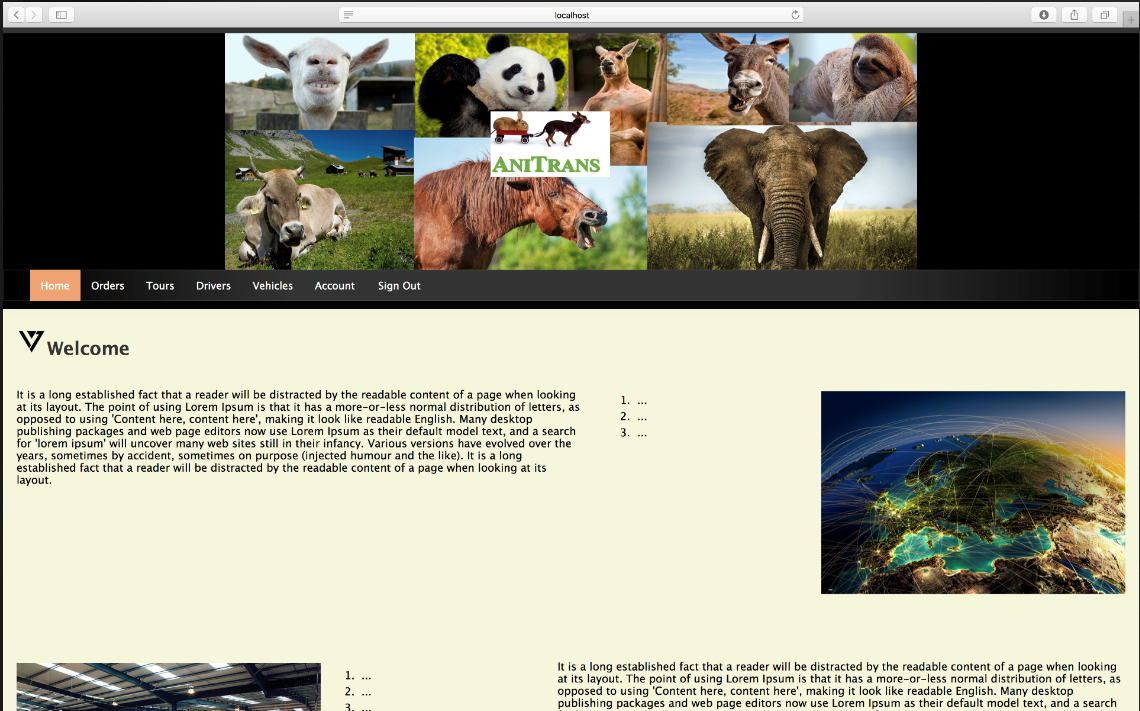 localhost
ANITRANS
Home Orders Tours Drivers Vehicles Account Sign Out
Welcome
It is a long established fact that a reader will be distracted by the readable content of a page when looking
at its layout. The point of using Lorem Ipsum is that it has a more-or-less normal distribution of letters, as
opposed to using 'Content here, content here', making it look like readable English. Many desktop
publishing packages and web page editors now use Lorem Ipsum as their default model text, and a search
for 'lorem ipsum' will uncover many web sites still in their infancy. Various versions have evolved over the
years, sometimes by accident, sometimes on purpose (injected humour and the like). It is a long
established fact that a reader will be distracted by the readable content of a page when looking at its
layout.
1. ...
2. ...
3. ...
1. ...
2. ...
3. ...
It is a long established fact that a reader will be distracted by the readable content of a page when looking
at its layout. The point of using Lorem Ipsum is that it has a more-or-less normal distribution of letters, as
opposed to using 'Content here, content here', making it look like readable English. Many desktop
publishing packages and web page editors now use Lorem Ipsum as their default model text, and a search